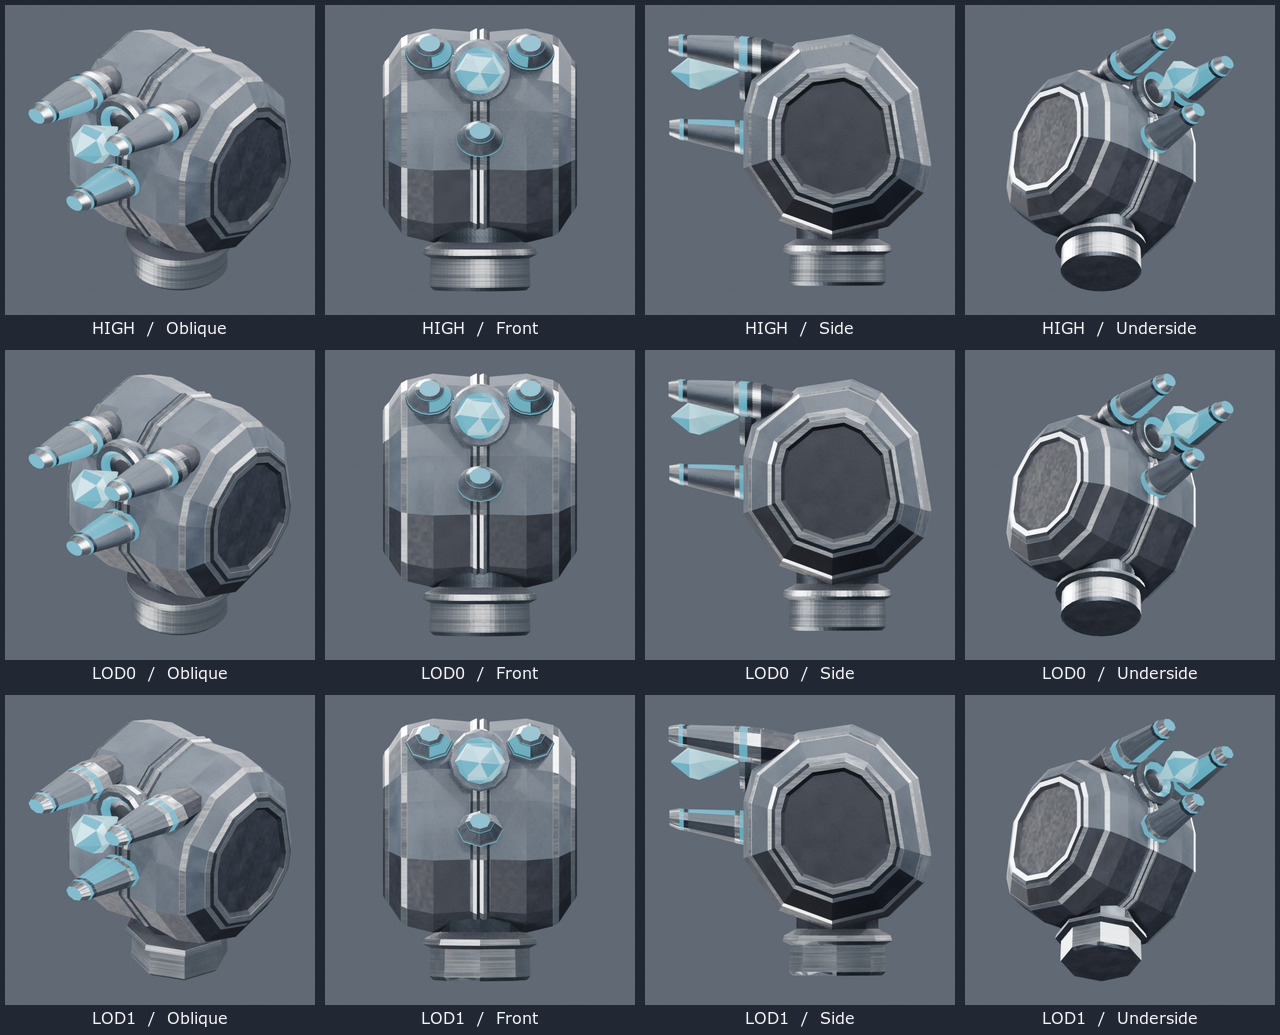 HIGH / Oblique
HIGH / Front
HIGH / Side
HIGH / Underside
LOD0 / Oblique
LOD0 / Front
LOD0 / Side
LOD0 / Underside
LOD1 / Oblique
LOD1 / Front
LOD1 / Side
LOD1 / Underside